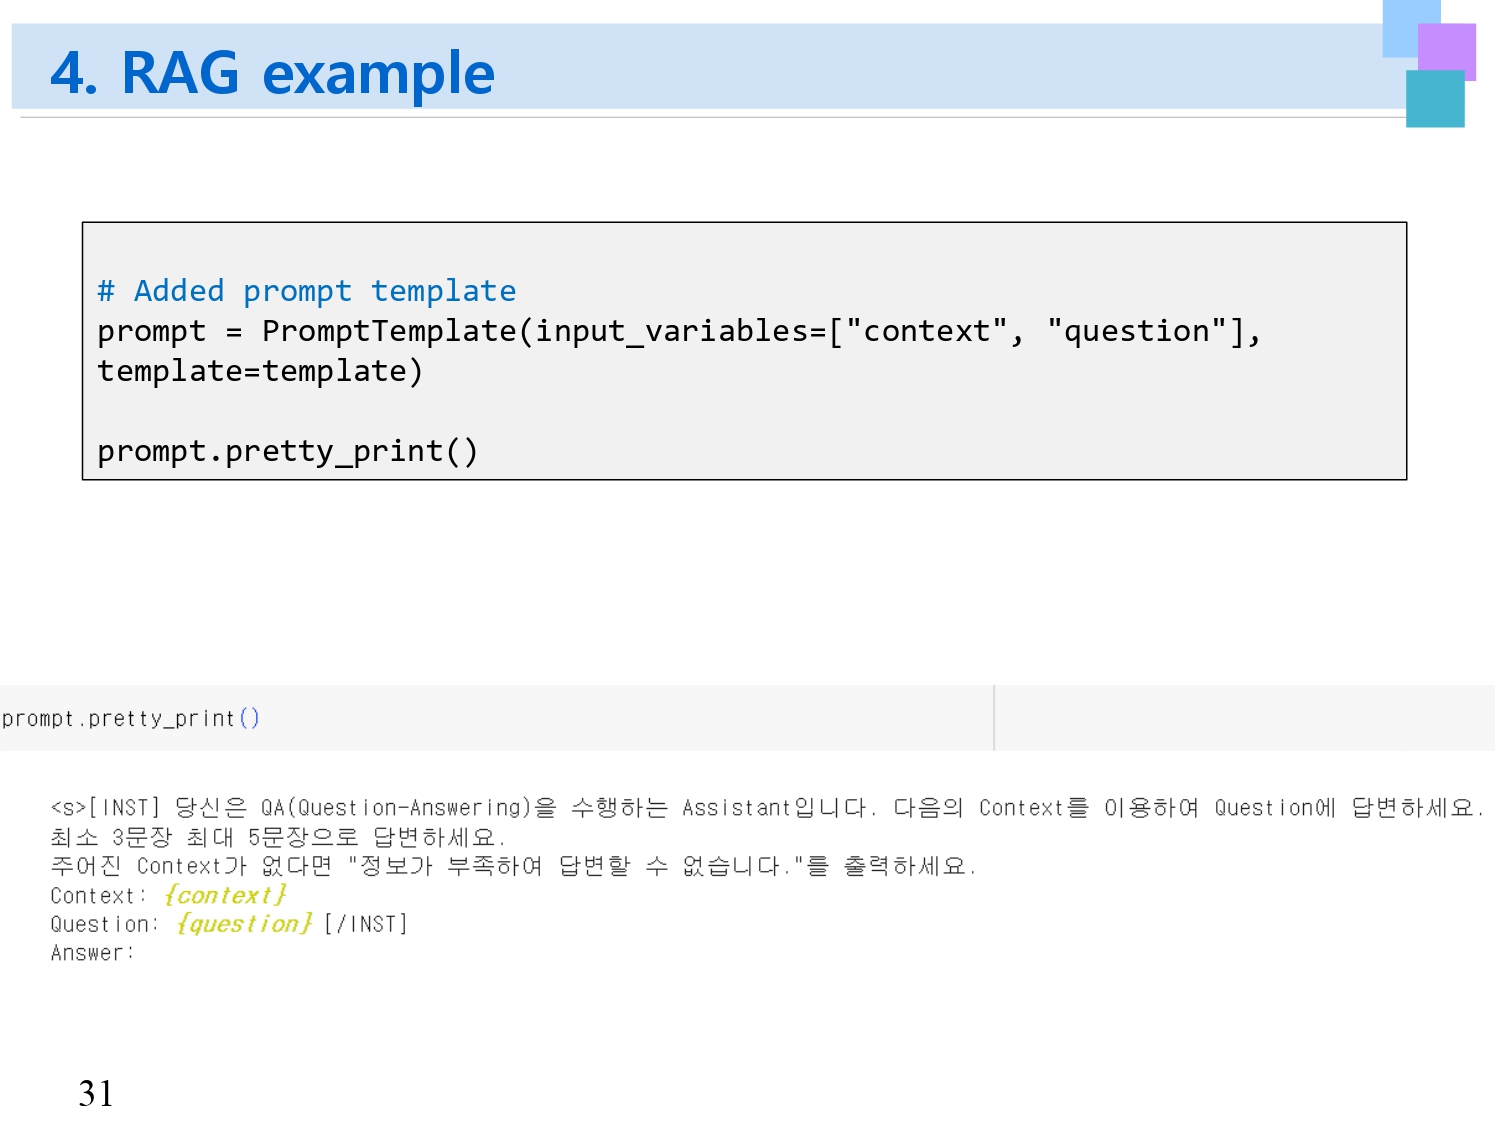 4. RAG example
# Added prompt template
prompt = PromptTemplate(input_variables=["context", "question"],
template=template)
prompt.pretty_print()
prompt.pretty_print()
<s>[INST] 당신은 QA(Question-Answering)을 수행하는 Assistant입니다. 다음의 Context를 이용하여 Question에 답변하세요.
최소 3문장 최대 5문장으로 답변하세요.
주어진 Context가 없다면 "정보가 부족하여 답변할 수 없습니다."를 출력하세요.
Context: {context}
Question: {question} [/INST]
Answer:
31